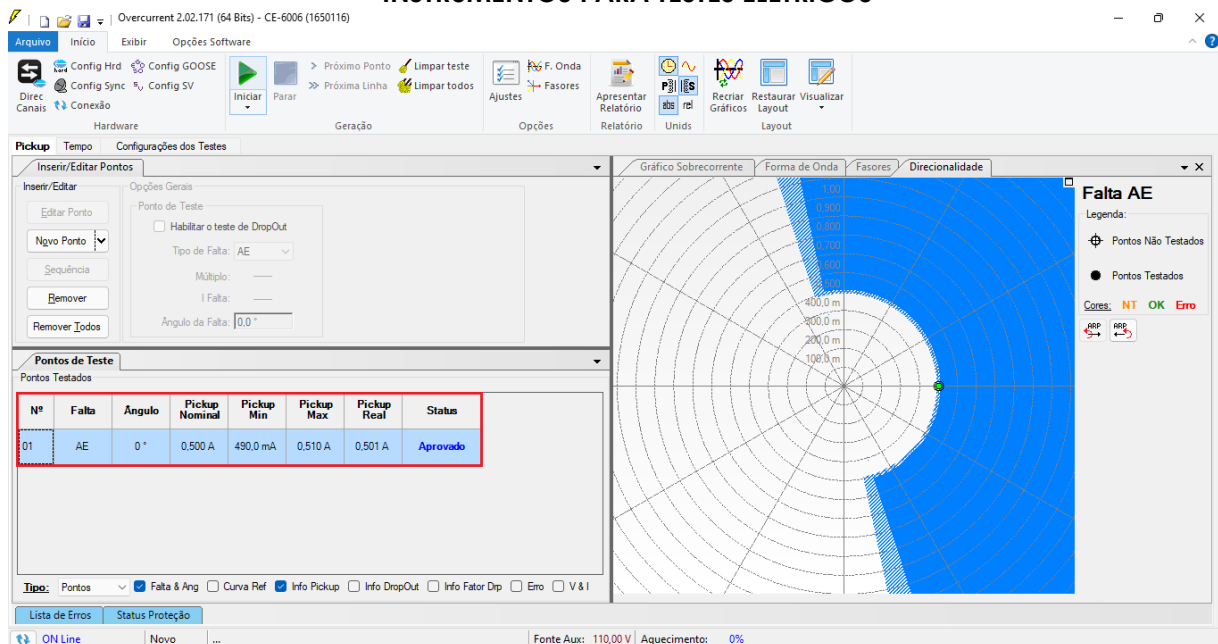 INSTRUMENTOS PARA TESTES ELÉTRICOS
Overcurrent 2.02.171 (64 Bits) - CE-6006 (1650116)
Arquivo Início Exibir Opções Software
Direc Canais
Config Hrd
Config Sync
Conexão
Config GOOSE
Config SV
Hardware
Iniciar
Parar
Próximo Ponto
Próxima Linha
Limpar teste
Limpar todos
Geração
Ajustes
F. Onda
Fasores
Opções
Apresentar Relatório
Relatório
abs rel
Unids
Recriar Gráficos
Restaurar Layout
Visualizar
Layout
Pickup Tempo Configurações dos Testes
Inserir/Editar Pontos
Inserir/Editar
Editar Ponto
Novo Ponto
Sequência
Remover
Remover Todos
Opções Gerais
Ponto de Teste
Habilitar o teste de DropOut
Tipo de Falta: AE
Múltiplo: ----
I Falta: ----
Ângulo da Falta: 0,0 °
Pontos de Teste
Pontos Testados
Nº Falta Ângulo Pickup Nominal Pickup Min Pickup Max Pickup Real Status
01 AE 0 ° 0,500 A 490,0 mA 0,510 A 0,501 A Aprovado
Tipo: Pontos Falta & Ang Curva Ref Info Pickup Info DropOut Info Fator Drp Erro V & I
Gráfico Sobrecorrente Forma de Onda Fasores Direcionalidade
1,00
0,900
0,800
0,700
0,600
0,500
400,0 m
300,0 m
200,0 m
100,0 m
Falta AE
Legenda:
Pontos Não Testados
Pontos Testados
Cores: NT OK Erro
ARP ARP
Lista de Erros Status Proteção
ON Line Novo ... Fonte Aux: 110,00 V Aquecimento: 0%